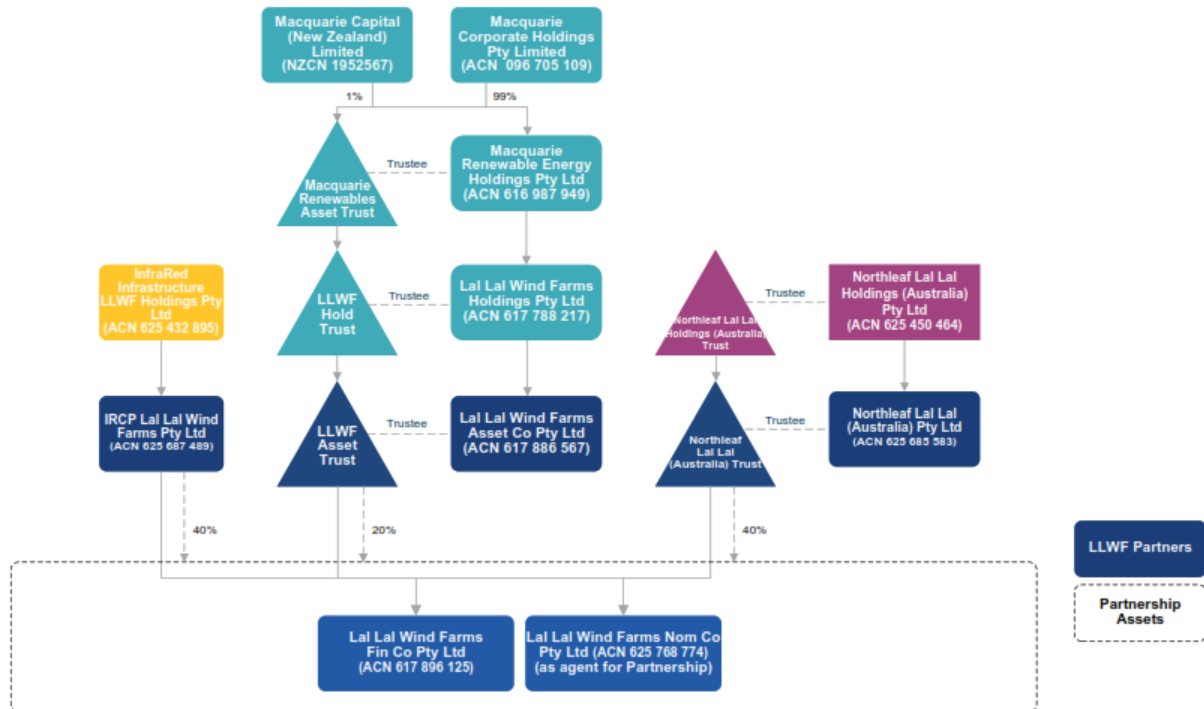 Macquarie Capital
(New Zealand)
Limited
(NZCN 1952567)
Macquarie
Corporate Holdings
Pty Limited
(ACN 096 705 109)
1%
99%
Macquarie
Renewables
Asset Trust
Trustee
Macquarie
Renewable Energy
Holdings Pty Ltd
(ACN 616 987 949)
InfraRed
Infrastructure
LLWF Holdings Pty
Ltd
(ACN 625 432 895)
LLWF
Hold
Trust
Trustee
Lal Lal Wind Farms
Holdings Pty Ltd
(ACN 617 788 217)
Northleaf Lal Lal
Holdings (Australia)
Trust
Trustee
Northleaf Lal Lal
Holdings (Australia)
Pty Ltd
(ACN 625 450 464)
IRCP Lal Lal Wind
Farms Pty Ltd
(ACN 625 687 489)
LLWF
Asset
Trust
Trustee
Lal Lal Wind Farms
Asset Co Pty Ltd
(ACN 617 886 567)
Northleaf
Lal Lal
(Australia) Trust
Trustee
Northleaf Lal Lal
(Australia) Pty Ltd
(ACN 625 685 583)
40%
20%
40%
LLWF Partners
Partnership
Assets
Lal Lal Wind Farms
Fin Co Pty Ltd
(ACN 617 896 125)
Lal Lal Wind Farms Nom Co
Pty Ltd (ACN 625 768 774)
(as agent for Partnership)